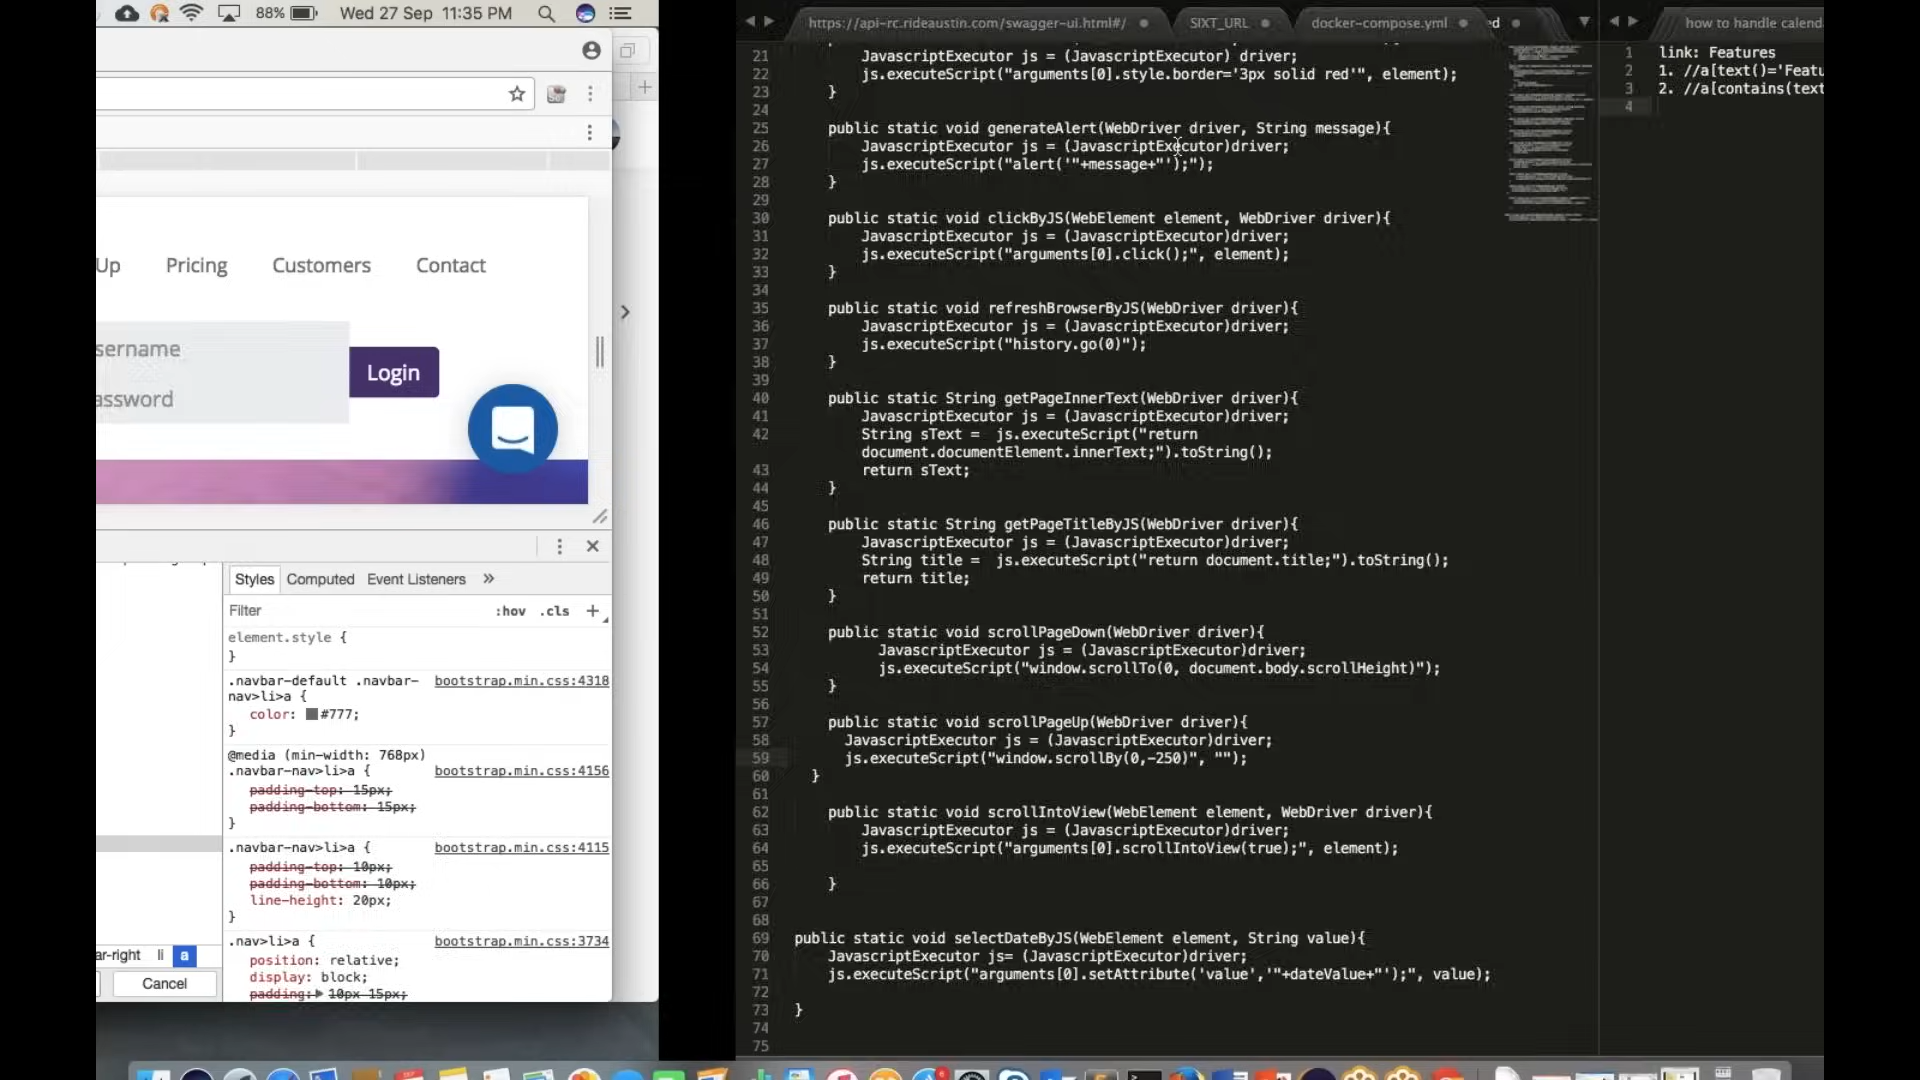 88%
Wed 27 Sep 11:35 PM
Up
Pricing
Customers
Contact
sername
assword
Login
Styles
Computed
Event Listeners
»
Filter
:hov .cls +
element.style {
}
.navbar-default .navbar-
nav>li>a {
bootstrap.min.css:4318
color: #777;
}
@media (min-width: 768px)
.navbar-nav>li>a {
bootstrap.min.css:4156
padding-top: 15px;
padding-bottom: 15px;
}
.navbar-nav>li>a {
bootstrap.min.css:4115
padding-top: 10px;
padding-bottom: 10px;
line-height: 20px;
}
.nav>li>a {
bootstrap.min.css:3734
position: relative;
display: block;
padding: 10px 15px;
ar-right li a
Cancel
https://api-rc.rideaustin.com/swagger-ui.html#/
SIXT_URL
docker-compose.yml
ed
how to handle calend
21 JavascriptExecutor js = (JavascriptExecutor) driver;
22 js.executeScript("arguments[0].style.border='3px solid red'", element);
23 }
24
25 public static void generateAlert(WebDriver driver, String message){
26 JavascriptExecutor js = (JavascriptExecutor)driver;
27 js.executeScript("alert('"+message+"');");
28 }
29
30 public static void clickByJS(WebElement element, WebDriver driver){
31 JavascriptExecutor js = (JavascriptExecutor)driver;
32 js.executeScript("arguments[0].click();", element);
33 }
34
35 public static void refreshBrowserByJS(WebDriver driver){
36 JavascriptExecutor js = (JavascriptExecutor)driver;
37 js.executeScript("history.go(0)");
38 }
39
40 public static String getPageInnerText(WebDriver driver){
41 JavascriptExecutor js = (JavascriptExecutor)driver;
42 String sText = js.executeScript("return
document.documentElement.innerText;").toString();
43 return sText;
44 }
45
46 public static String getPageTitleByJS(WebDriver driver){
47 JavascriptExecutor js = (JavascriptExecutor)driver;
48 String title = js.executeScript("return document.title;").toString();
49 return title;
50 }
51
52 public static void scrollPageDown(WebDriver driver){
53 JavascriptExecutor js = (JavascriptExecutor)driver;
54 js.executeScript("window.scrollTo(0, document.body.scrollHeight)");
55 }
56
57 public static void scrollPageUp(WebDriver driver){
58 JavascriptExecutor js = (JavascriptExecutor)driver;
59 js.executeScript("window.scrollBy(0,-250)", "");
60 }
61
62 public static void scrollIntoView(WebElement element, WebDriver driver){
63 JavascriptExecutor js = (JavascriptExecutor)driver;
64 js.executeScript("arguments[0].scrollIntoView(true);", element);
65
66 }
67
68
69 public static void selectDateByJS(WebElement element, String value){
70 JavascriptExecutor js= (JavascriptExecutor)driver;
71 js.executeScript("arguments[0].setAttribute('value','"+dateValue+"');", value);
72
73 }
74
75
1 link: Features
2 1. //a[text()='Featu
3 2. //a[contains(text
4